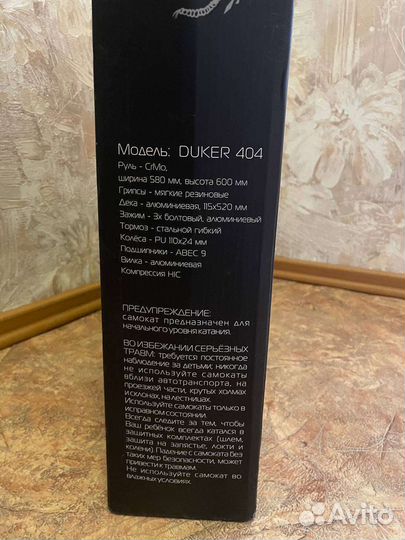 Модель: DUKER 404
Руль - CrMo,
ширина 580 мм, высота 600 мм
Грипсы - мягкие резиновые
Дека - алюминиевая, 115x520 мм
Зажим - 3х болтовый, алюминиевый
Тормоз - стальной гибкий
Колёса - PU 110x24 мм
Подшипники - ABEC 9
Вилка - алюминиевая
Компрессия HIC
ПРЕДУПРЕЖДЕНИЕ:
самокат предназначен для
начального уровня катания.
ВО ИЗБЕЖАНИИ СЕРЬЁЗНЫХ
ТРАВМ: требуется постоянное
наблюдение за детьми; никогда
не используйте самокаты
вблизи автотранспорта, на
проезжей части, крутых холмах
и склонах, на лестницах.
Используйте самокаты только в
исправном состоянии.
Всегда следите за тем, чтобы
Ваш ребёнок всегда катался в
защитных комплектах (шлем,
защита на запястье, локти и
колени). Падение с самоката без
таких мер безопасности, может
привести к травмам.
Не используйте самокат во
влажных условиях.
Avito